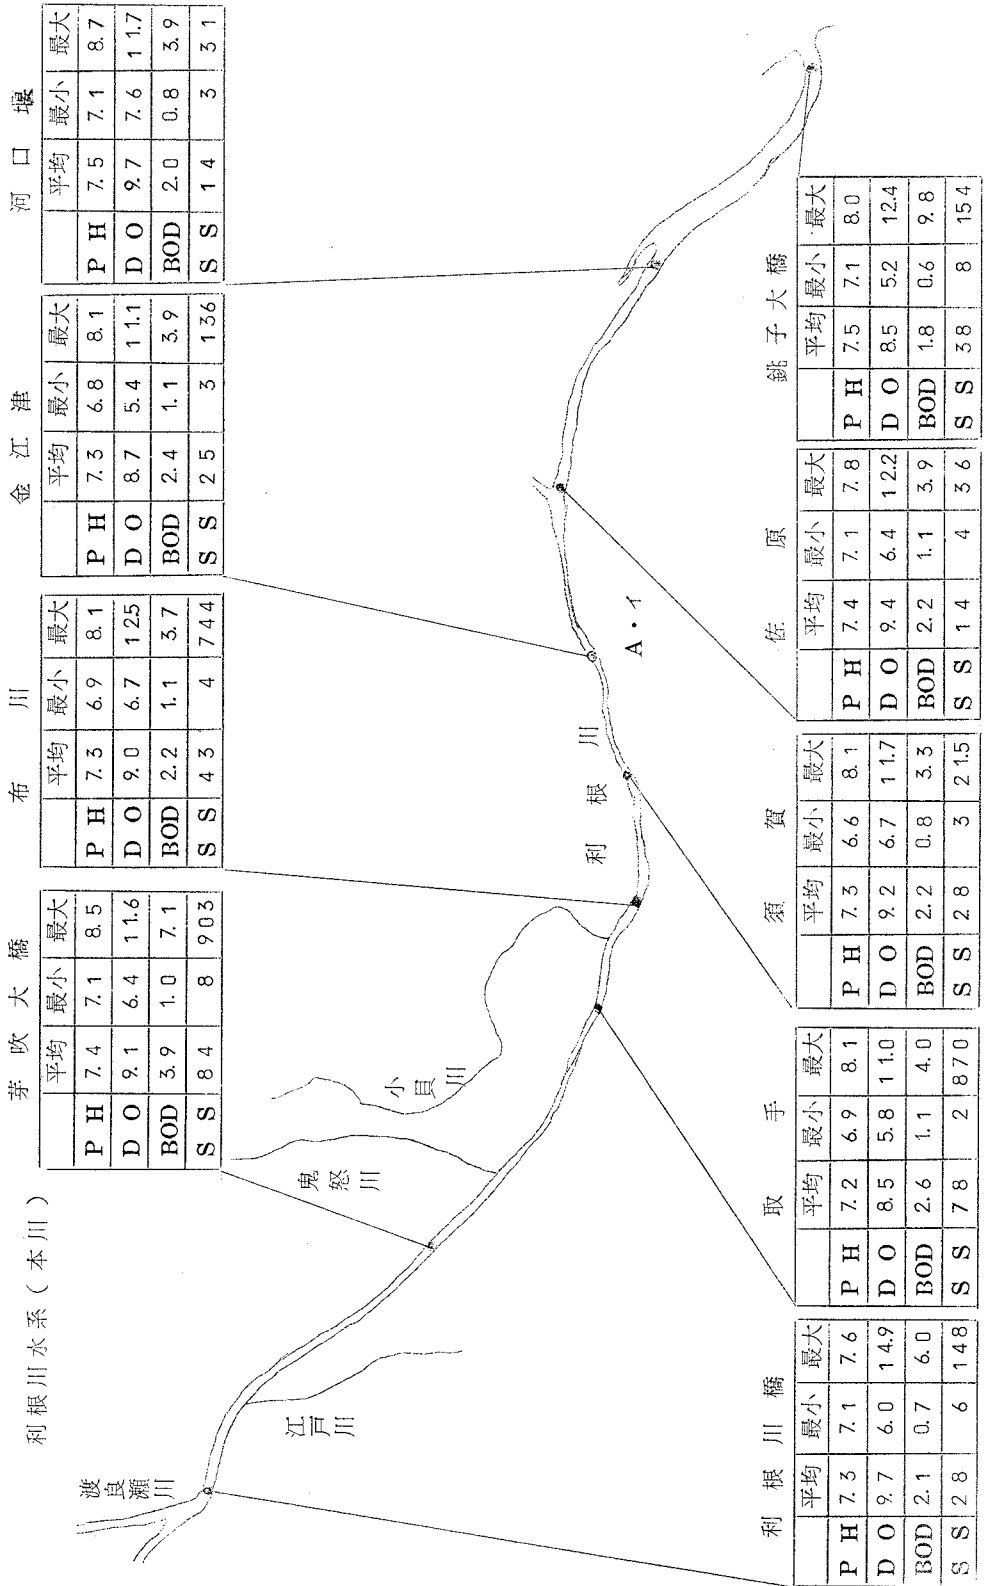 利根川水系(本川)
茅吹大橋
平均 最小 最大
PH 7.4 7.1 8.5
DO 9.1 6.4 11.6
BOD 3.9 1.0 7.1
SS 84 8 903
布川
平均 最小 最大
PH 7.3 6.9 8.1
DO 9.0 6.7 12.5
BOD 2.2 1.1 3.7
SS 43 4 744
金江津
平均 最小 最大
PH 7.3 6.8 8.1
DO 8.7 5.4 11.1
BOD 2.4 1.1 3.9
SS 25 3 136
河口堰
平均 最小 最大
PH 7.5 7.1 8.7
DO 9.7 7.6 11.7
BOD 2.0 0.8 3.9
SS 14 3 31
渡良瀬川
江戸川
鬼怒川
小貝川
利根川
A・イ
利根川橋
平均 最小 最大
PH 7.3 7.1 7.6
DO 9.7 6.0 14.9
BOD 2.1 0.7 6.0
SS 28 6 148
取手
平均 最小 最大
PH 7.2 6.9 8.1
DO 8.5 5.8 11.0
BOD 2.6 1.1 4.0
SS 78 2 870
須賀
平均 最小 最大
PH 7.3 6.6 8.1
DO 9.2 6.7 11.7
BOD 2.2 0.8 3.3
SS 28 3 21.5
佐原
平均 最小 最大
PH 7.4 7.1 7.8
DO 9.4 6.4 12.2
BOD 2.2 1.1 3.9
SS 14 4 36
銚子大橋
平均 最小 最大
PH 7.5 7.1 8.0
DO 8.5 5.2 12.4
BOD 1.8 0.6 9.8
SS 38 8 154